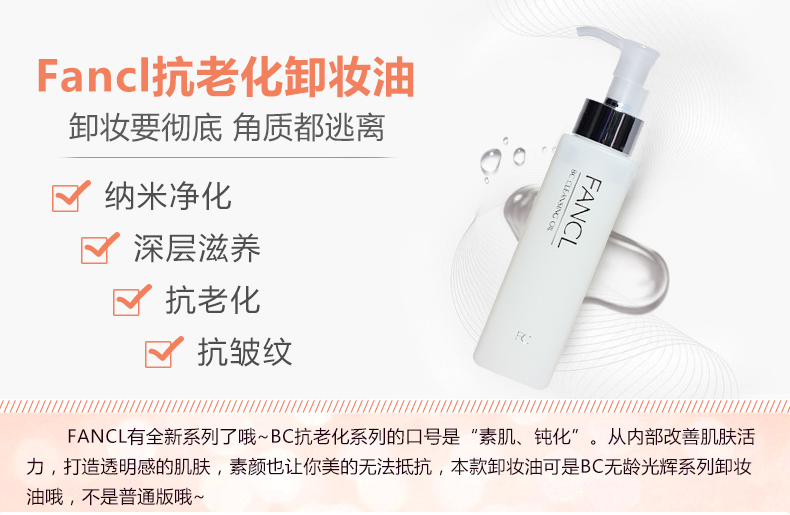 Fancl抗老化卸妆油
卸妆要彻底 角质都逃离
纳米净化
深层滋养
抗老化
抗皱纹
FANCL
BC CLEANSING OIL
BC
FANCL有全新系列了哦~BC抗老化系列的口号是“素肌、钝化”。从内部改善肌肤活
力，打造透明感的肌肤，素颜也让你美的无法抵抗，本款卸妆油可是BC无龄光辉系列卸妆
油哦，不是普通版哦~